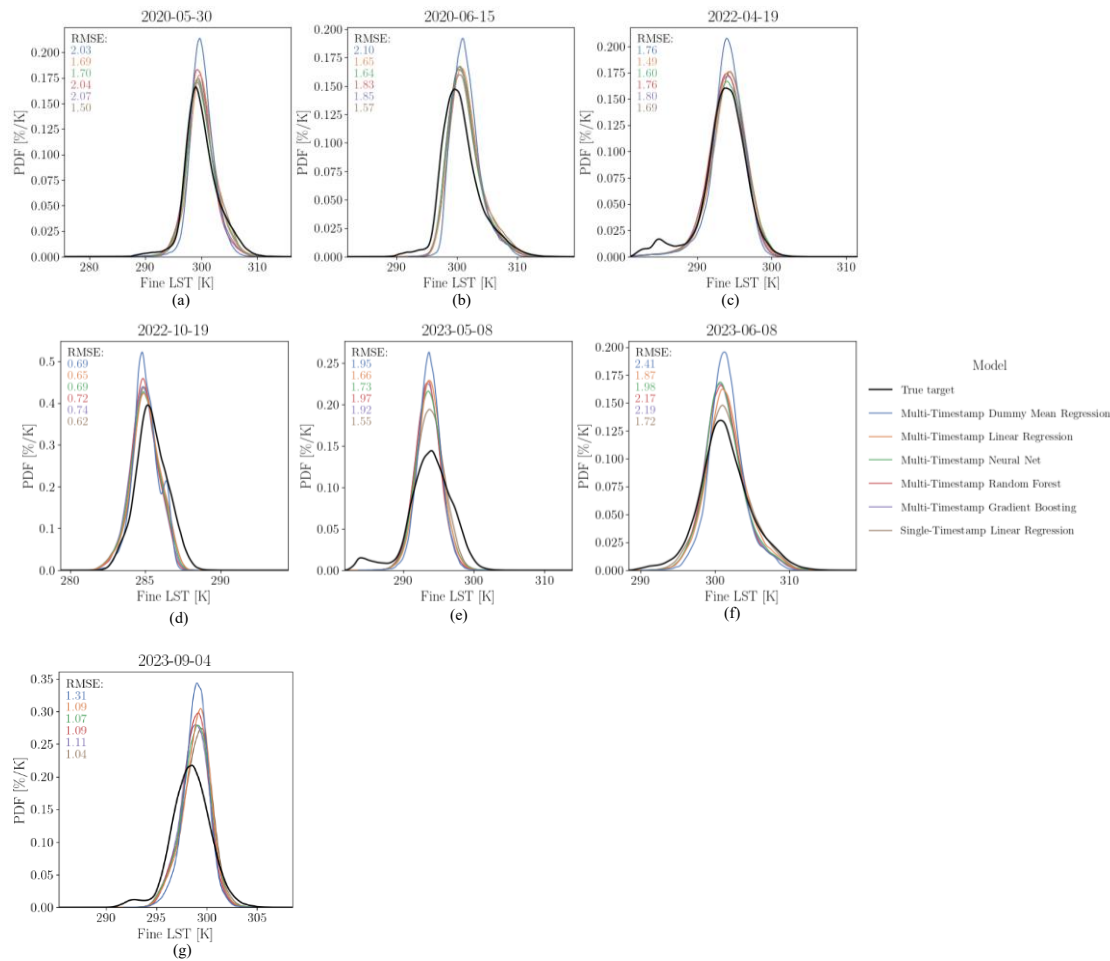 2020-05-30
RMSE:
2.03
1.69
1.70
2.04
2.07
1.50
0.200
0.175
0.150
0.125
0.100
0.075
0.050
0.025
0.000
PDF [%/K]
280 290 300 310
Fine LST [K]
(a)
2020-06-15
RMSE:
2.10
1.65
1.64
1.83
1.85
1.57
0.200
0.175
0.150
0.125
0.100
0.075
0.050
0.025
0.000
PDF [%/K]
290 300 310
Fine LST [K]
(b)
2022-04-19
RMSE:
1.76
1.49
1.60
1.76
1.80
1.69
0.200
0.175
0.150
0.125
0.100
0.075
0.050
0.025
0.000
PDF [%/K]
290 300 310
Fine LST [K]
(c)
2022-10-19
RMSE:
0.69
0.65
0.69
0.72
0.74
0.62
0.5
0.4
0.3
0.2
0.1
0.0
PDF [%/K]
280 285 290
Fine LST [K]
(d)
2023-05-08
RMSE:
1.95
1.66
1.73
1.97
1.92
1.55
0.25
0.20
0.15
0.10
0.05
0.00
PDF [%/K]
290 300 310
Fine LST [K]
(e)
2023-06-08
RMSE:
2.41
1.87
1.98
2.17
2.19
1.72
0.200
0.175
0.150
0.125
0.100
0.075
0.050
0.025
0.000
PDF [%/K]
290 300 310
Fine LST [K]
(f)
Model
True target
Multi-Timestamp Dummy Mean Regression
Multi-Timestamp Linear Regression
Multi-Timestamp Neural Net
Multi-Timestamp Random Forest
Multi-Timestamp Gradient Boosting
Single-Timestamp Linear Regression
2023-09-04
RMSE:
1.31
1.09
1.07
1.09
1.11
1.04
0.35
0.30
0.25
0.20
0.15
0.10
0.05
0.00
PDF [%/K]
290 295 300 305
Fine LST [K]
(g)